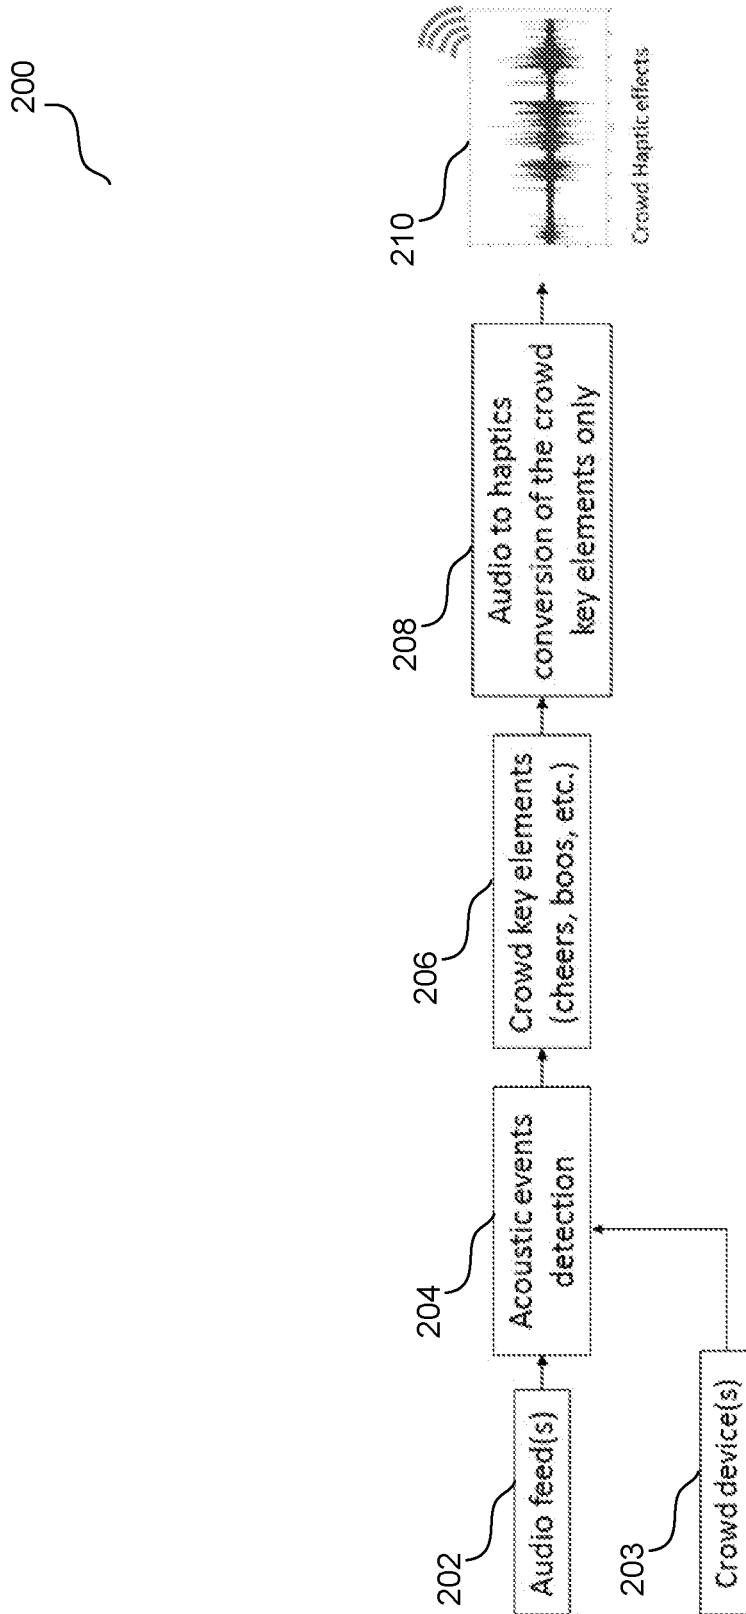 200
202
Audio feed(s)
203
Crowd device(s)
204
Acoustic events
detection
206
Crowd key elements
(cheers, boos, etc.)
208
Audio to haptics
conversion of the crowd
key elements only
210
Crowd Haptic effects